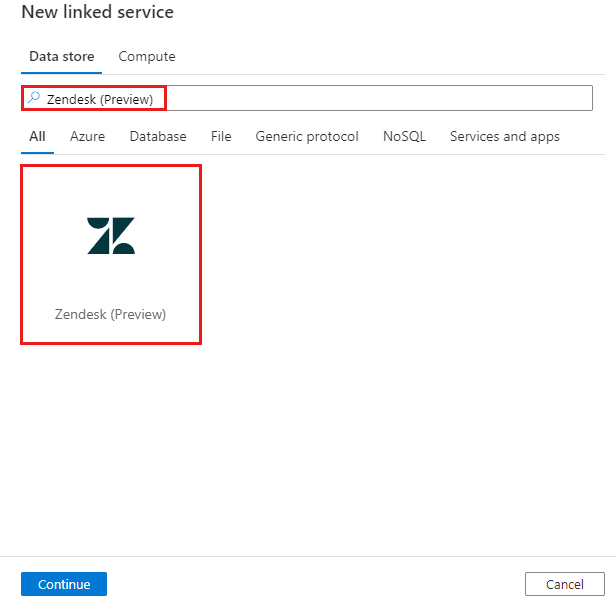 New linked service
Data store Compute
Zendesk (Preview)
All Azure Database File Generic protocol NoSQL Services and apps
Zendesk (Preview)
Continue Cancel